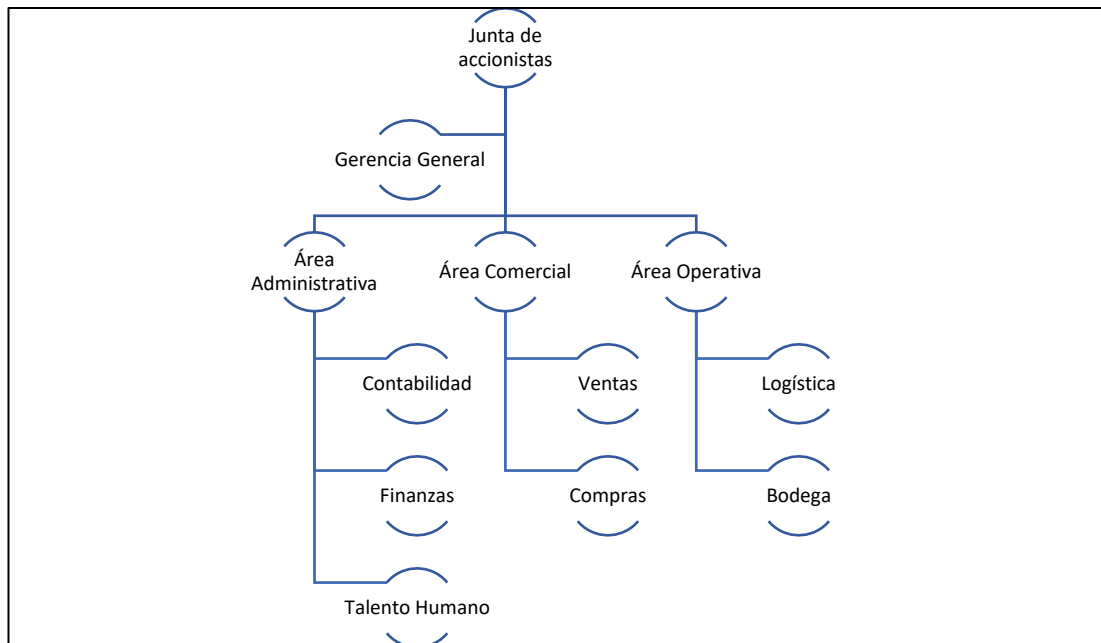 Junta de
accionistas
Gerencia General
Área
Administrativa
Área Comercial
Área Operativa
Contabilidad
Ventas
Logística
Finanzas
Compras
Bodega
Talento Humano